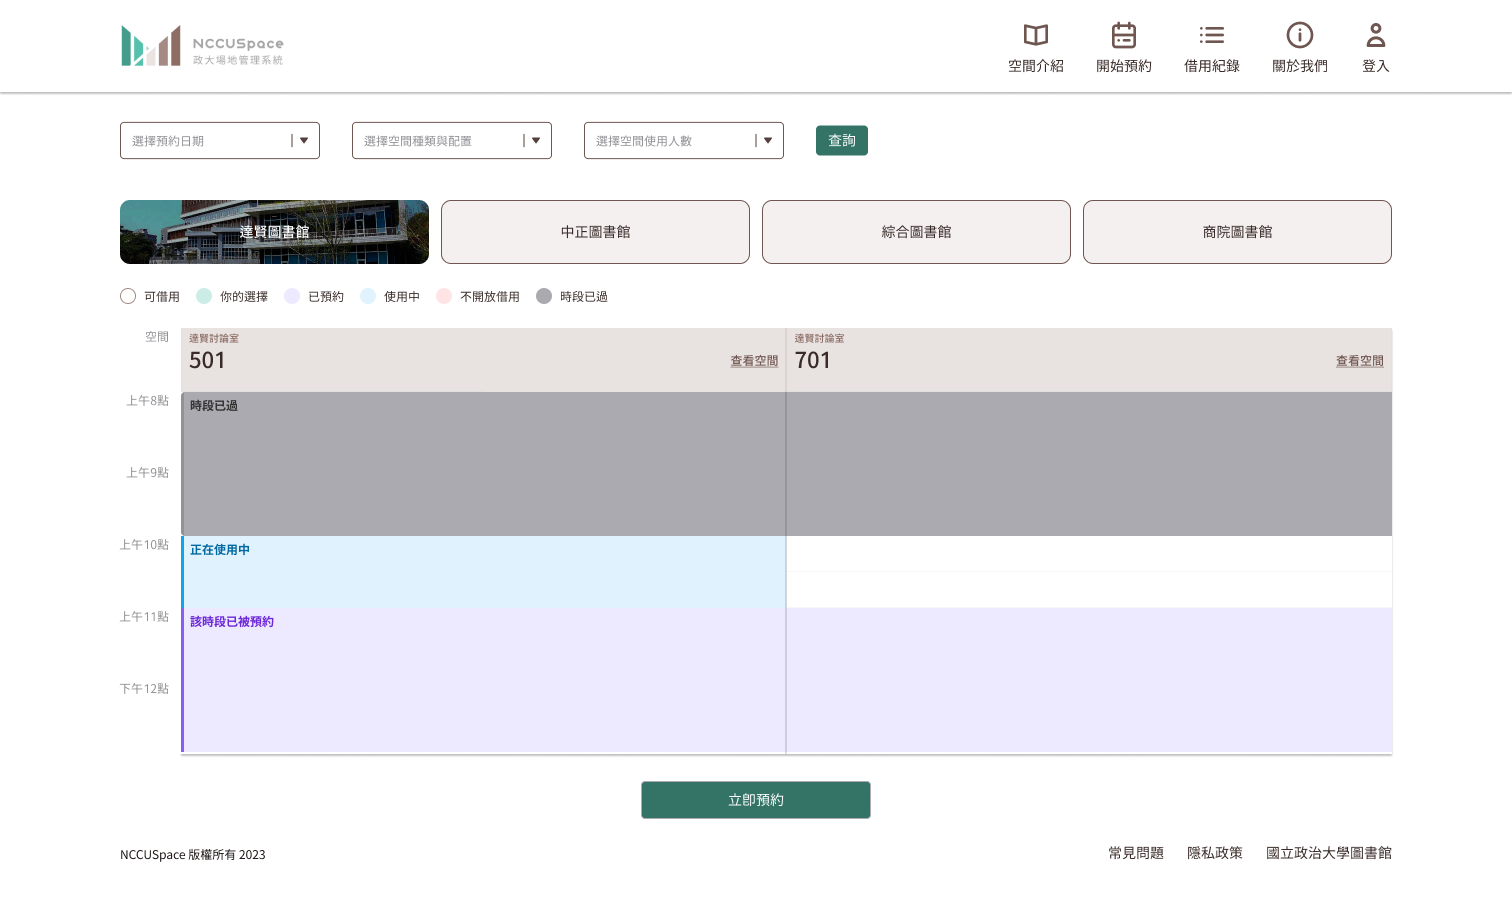 NCCUSpace
政大場地管理系統
空間介紹
開始預約
借用紀錄
關於我們
登入
選擇預約日期
選擇空間種類與配置
選擇空間使用人數
查詢
達賢圖書館
中正圖書館
綜合圖書館
商院圖書館
可借用
你的選擇
已預約
使用中
不開放借用
時段已過
空間
達賢討論室
501
查看空間
達賢討論室
701
查看空間
上午8點
時段已過
上午9點
上午10點
正在使用中
上午11點
該時段已被預約
下午12點
立即預約
NCCUSpace 版權所有 2023
常見問題
隱私政策
國立政治大學圖書館